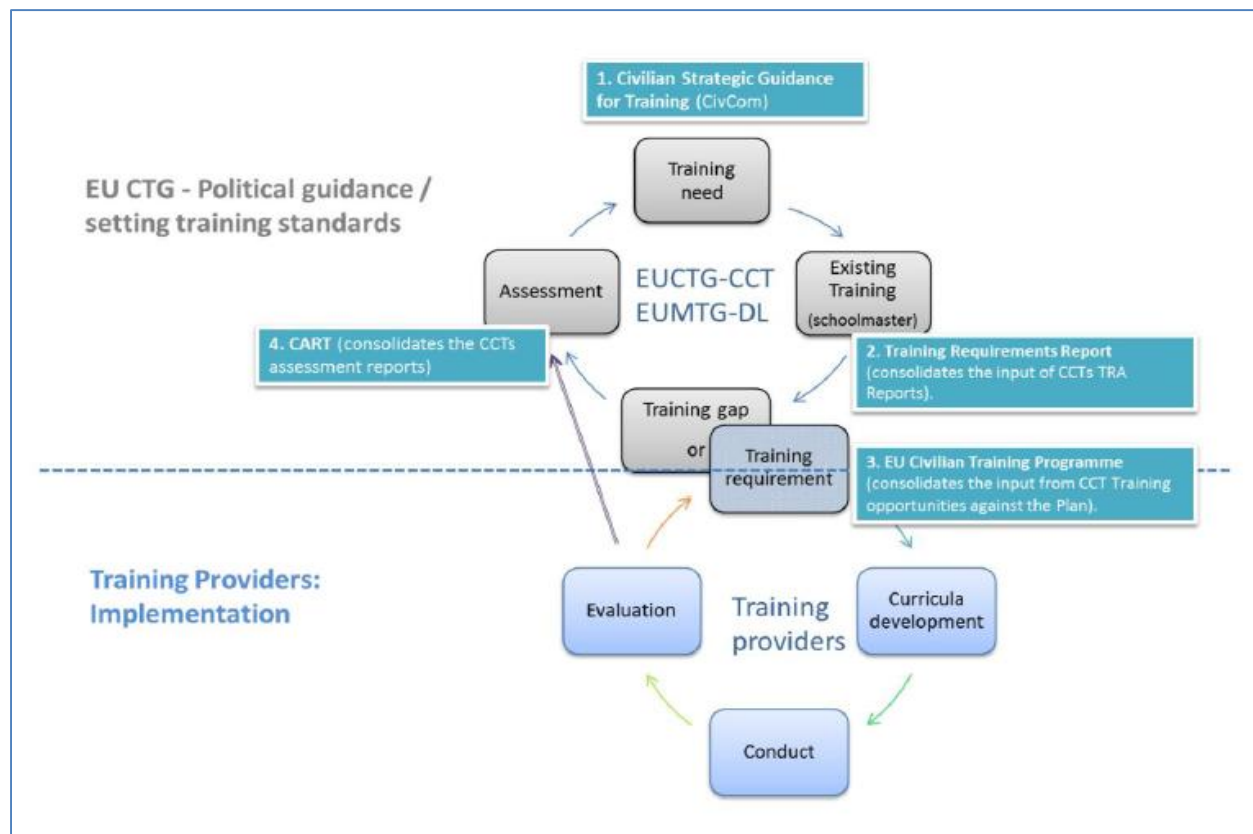 1. Civilian Strategic Guidance
for Training (CivCom)
Training
need
EU CTG - Political guidance /
setting training standards
Assessment
EUCTG-CCT
EUMTG-DL
Existing
Training
(schoolmaster)
4. CART (consolidates the CCTs
assessment reports)
2. Training Requirements Report
(consolidates the input of CCTs TRA
Reports).
Training gap
or
Training
requirement
3. EU Civilian Training Programme
(consolidates the input from CCT Training
opportunities against the Plan).
Training Providers:
Implementation
Evaluation
Training
providers
Curricula
development
Conduct